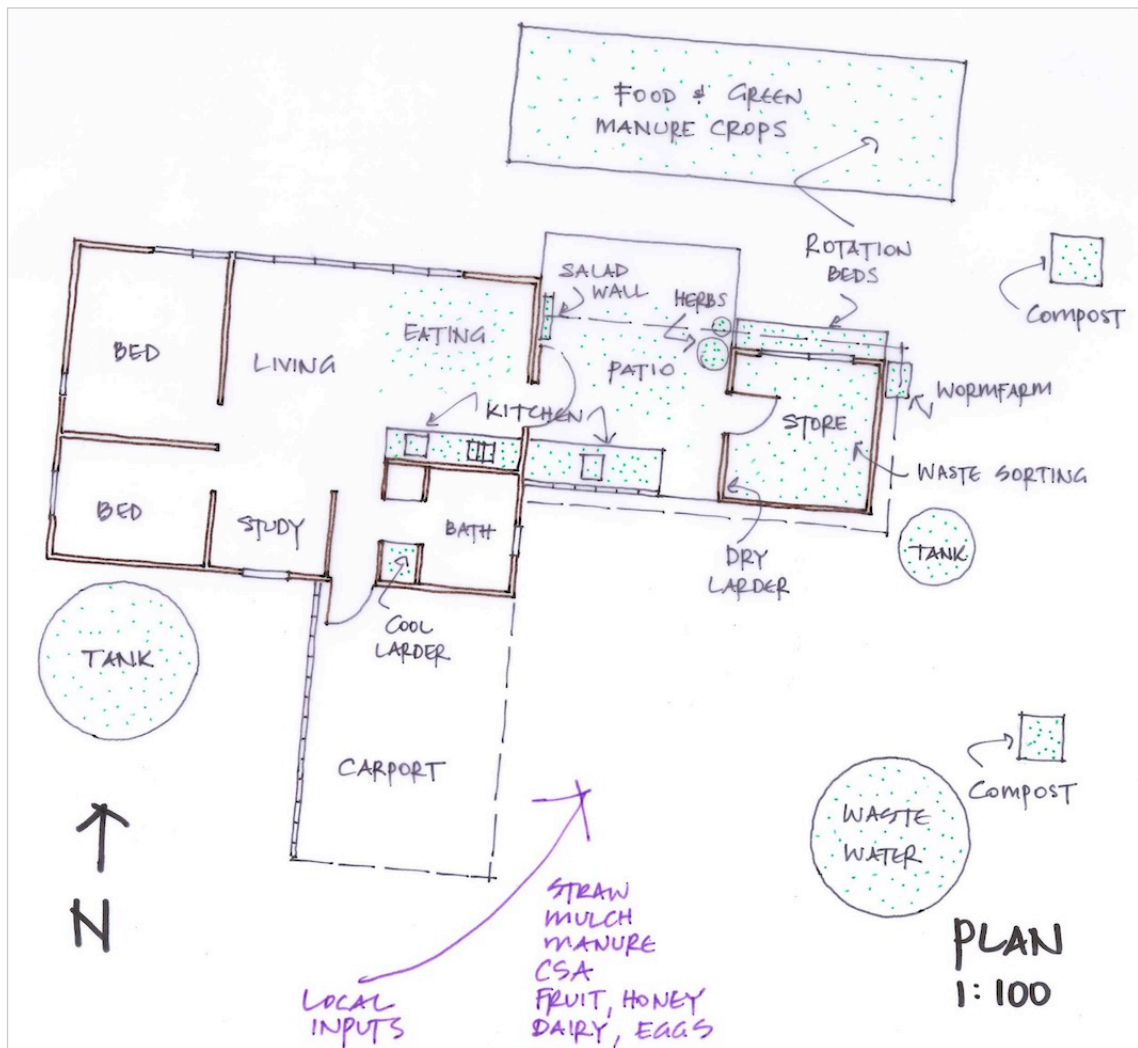 FOOD & GREEN
MANURE CROPS
ROTATION
BEDS
COMPOST
SALAD
WALL
HERBS
EATING
BED
LIVING
PATIO
KITCHEN
WORMFARM
STORE
WASTE SORTING
BED
STUDY
BATH
TANK
DRY
LARDER
COOL
LARDER
TANK
CARPORT
COMPOST
WASTE
WATER
N
LOCAL
INPUTS
STRAW
MULCH
MANURE
CSA
FRUIT, HONEY
DAIRY, EGGS
PLAN
1:100